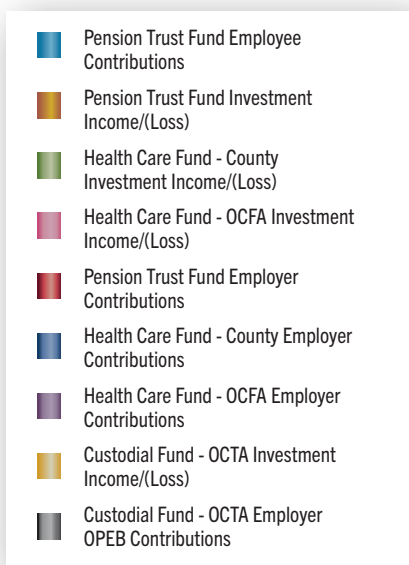 Pension Trust Fund Employee
Contributions
Pension Trust Fund Investment
Income/(Loss)
Health Care Fund - County
Investment Income/(Loss)
Health Care Fund - OCFA Investment
Income/(Loss)
Pension Trust Fund Employer
Contributions
Health Care Fund - County Employer
Contributions
Health Care Fund - OCFA Employer
Contributions
Custodial Fund - OCTA Investment
Income/(Loss)
Custodial Fund - OCTA Employer
OPEB Contributions